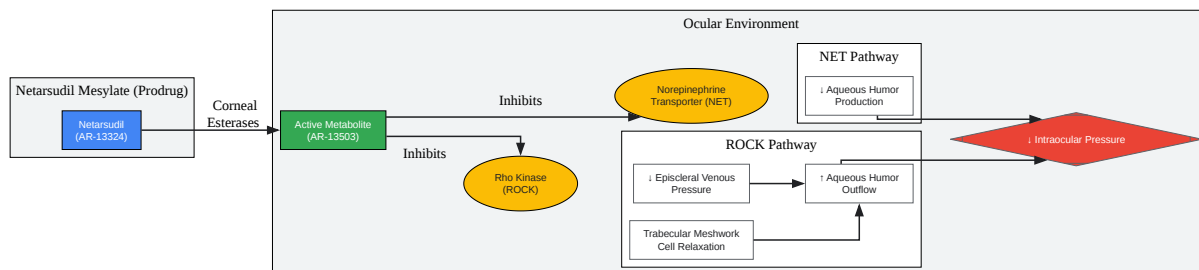 Ocular Environment
Netarsudil Mesylate (Prodrug)
Netarsudil
(AR-13324)
Corneal
Esterases
Active Metabolite
(AR-13503)
Inhibits
Inhibits
Norepinephrine
Transporter (NET)
Rho Kinase
(ROCK)
NET Pathway
↓ Aqueous Humor
Production
ROCK Pathway
↓ Episcleral Venous
Pressure
↑ Aqueous Humor
Outflow
Trabecular Meshwork
Cell Relaxation
↓ Intraocular Pressure